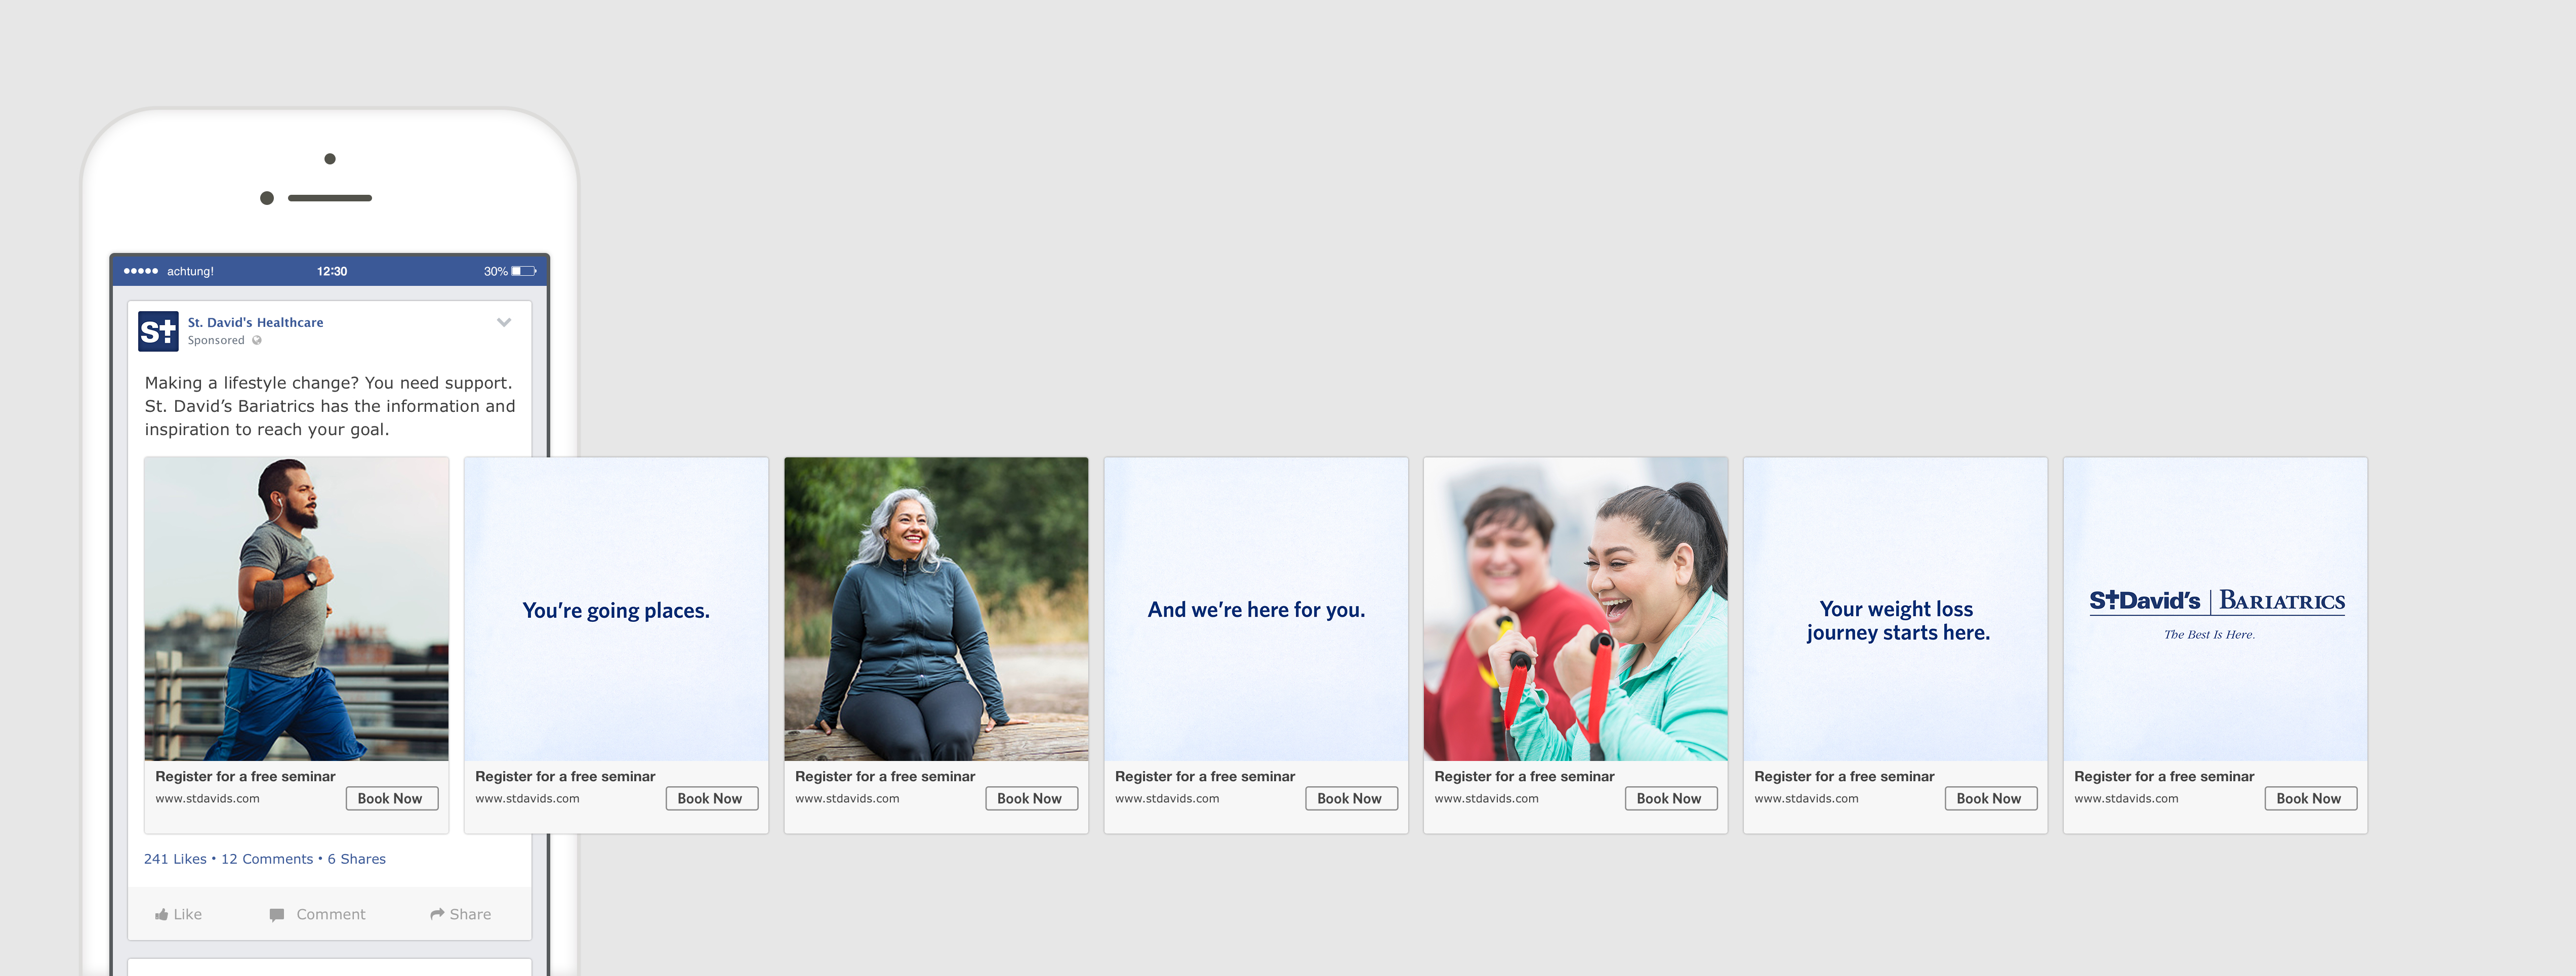 achtung!
12:30
30%
St
St. David's Healthcare
Sponsored
Making a lifestyle change? You need support.
St. David’s Bariatrics has the information and
inspiration to reach your goal.
Register for a free seminar
www.stdavids.com
Book Now
You’re going places.
Register for a free seminar
www.stdavids.com
Book Now
Register for a free seminar
www.stdavids.com
Book Now
And we’re here for you.
Register for a free seminar
www.stdavids.com
Book Now
Register for a free seminar
www.stdavids.com
Book Now
Your weight loss
journey starts here.
Register for a free seminar
www.stdavids.com
Book Now
St David’s | BARIATRICS
The Best Is Here.
Register for a free seminar
www.stdavids.com
Book Now
241 Likes • 12 Comments • 6 Shares
Like
Comment
Share